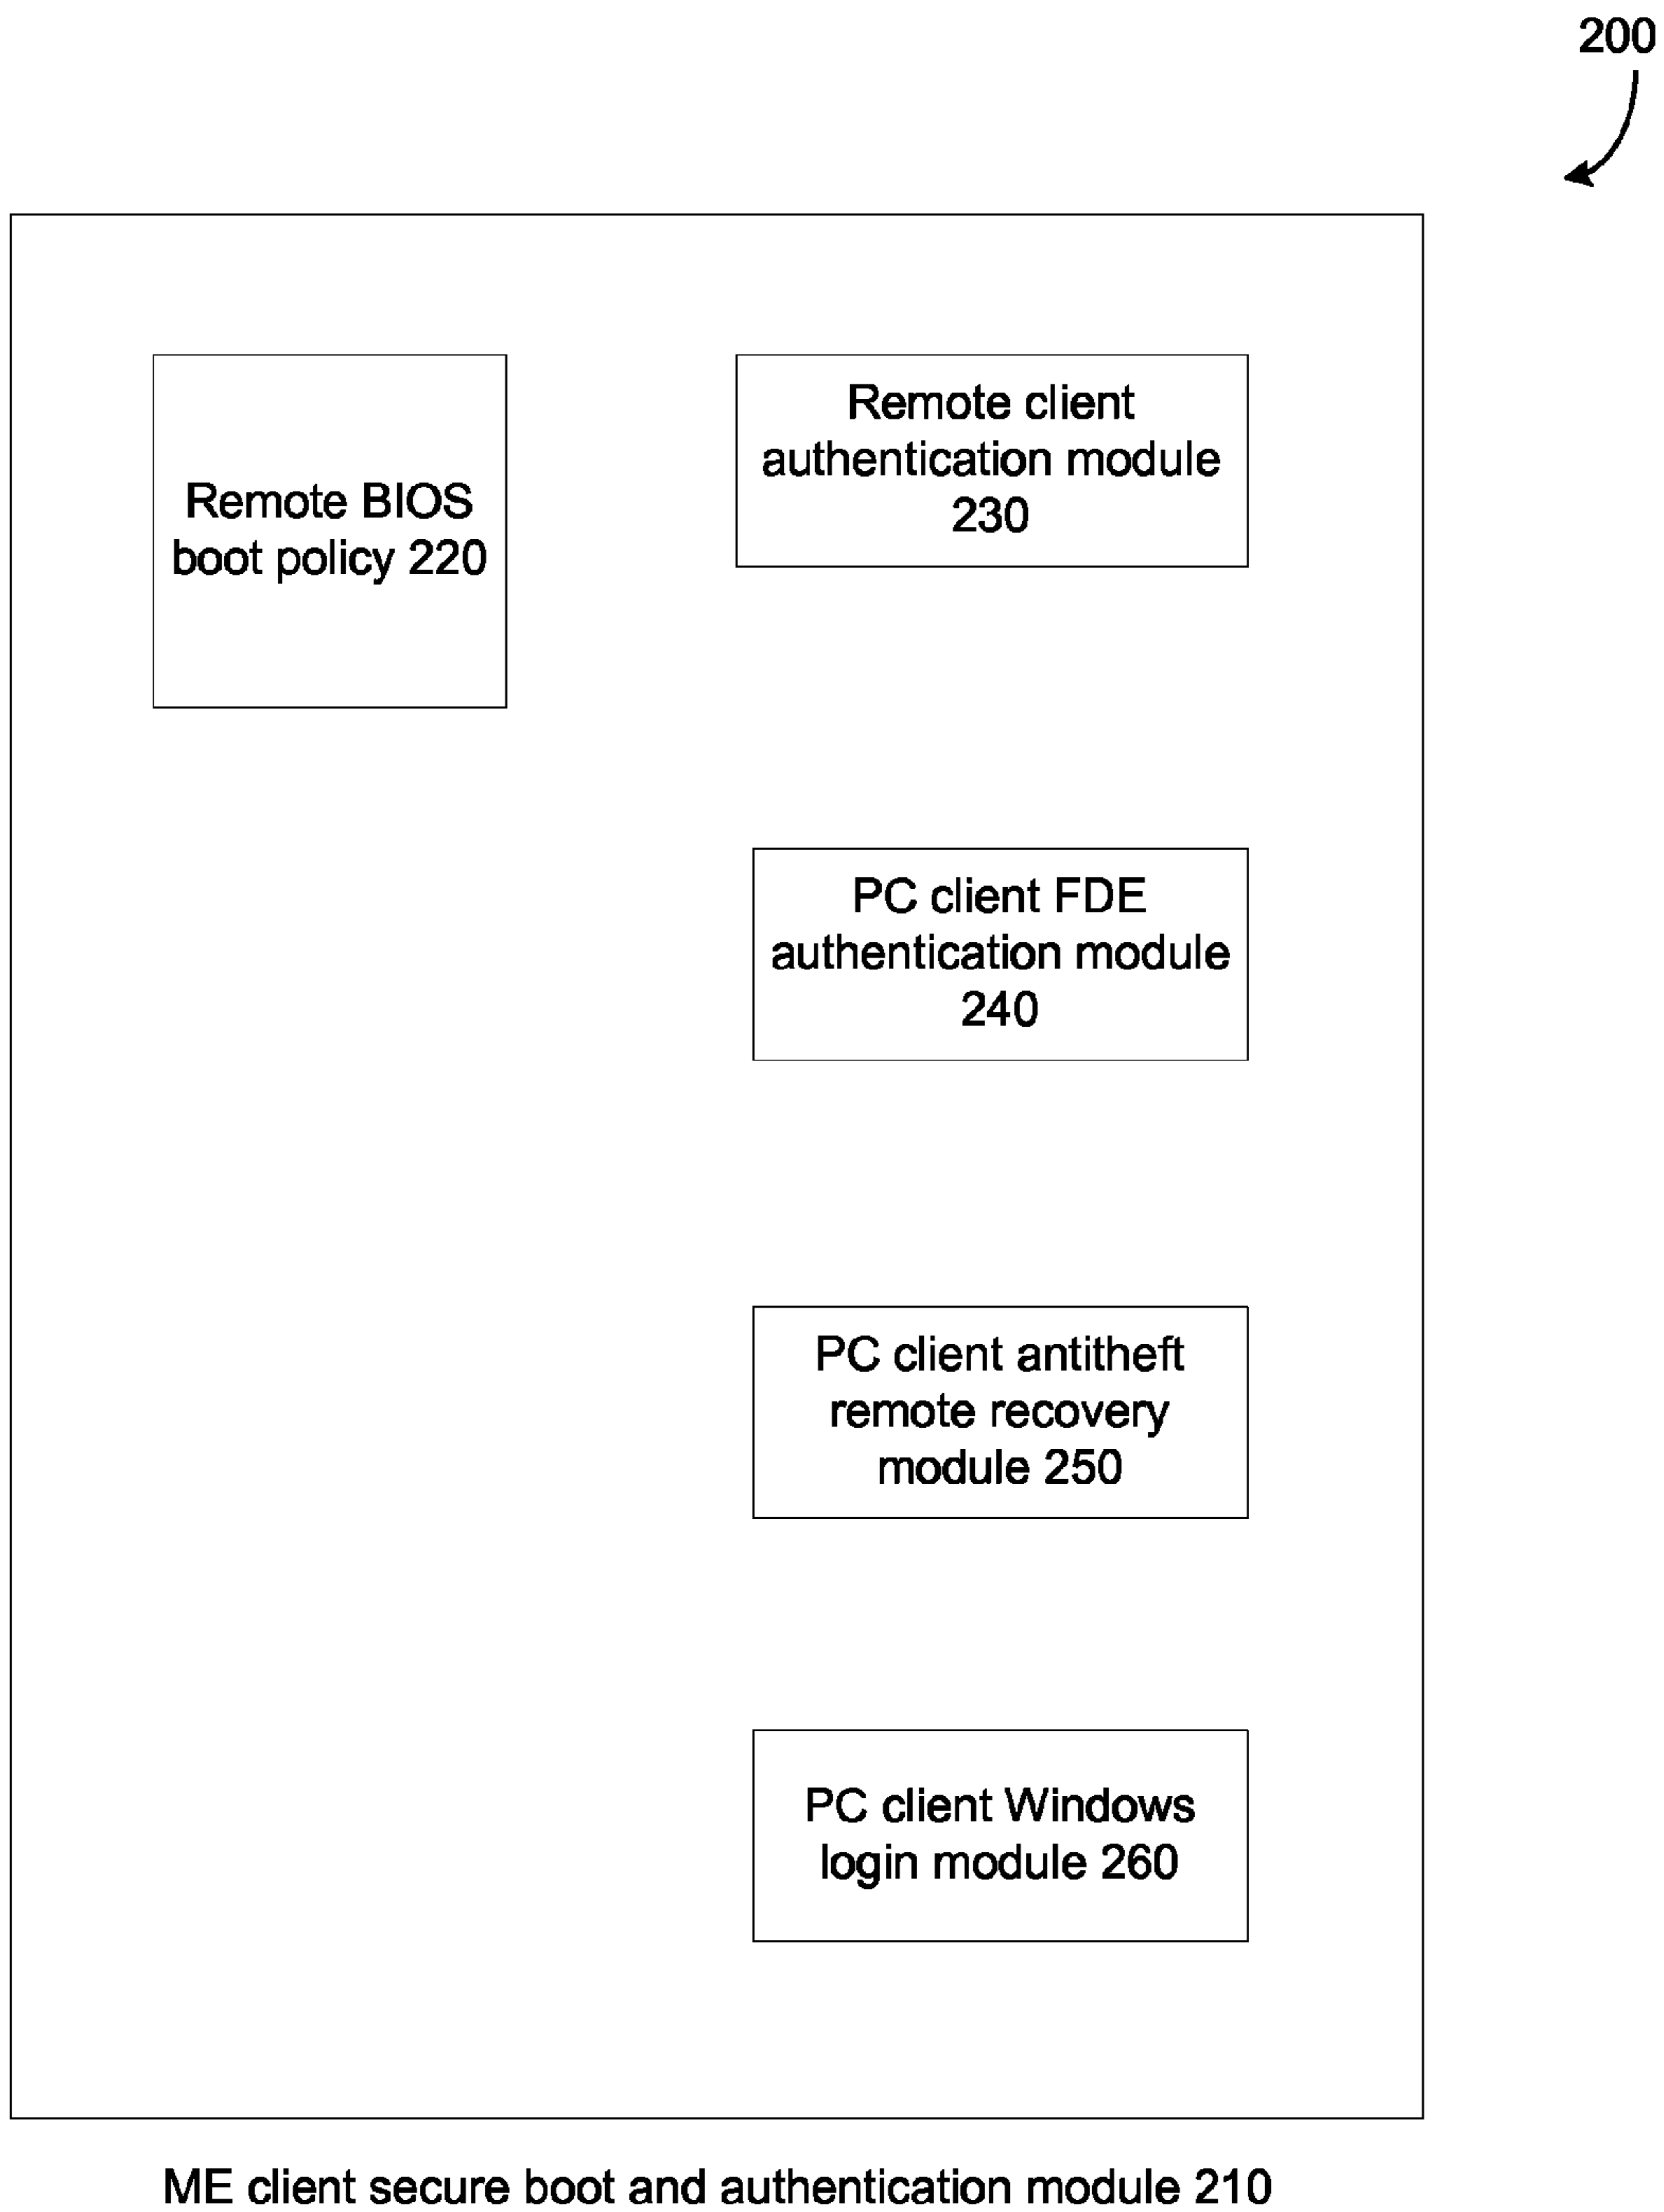 200
Remote BIOS
boot policy 220
Remote client
authentication module
230
PC client FDE
authentication module
240
PC client antitheft
remote recovery
module 250
PC client Windows
login module 260
ME client secure boot and authentication module 210